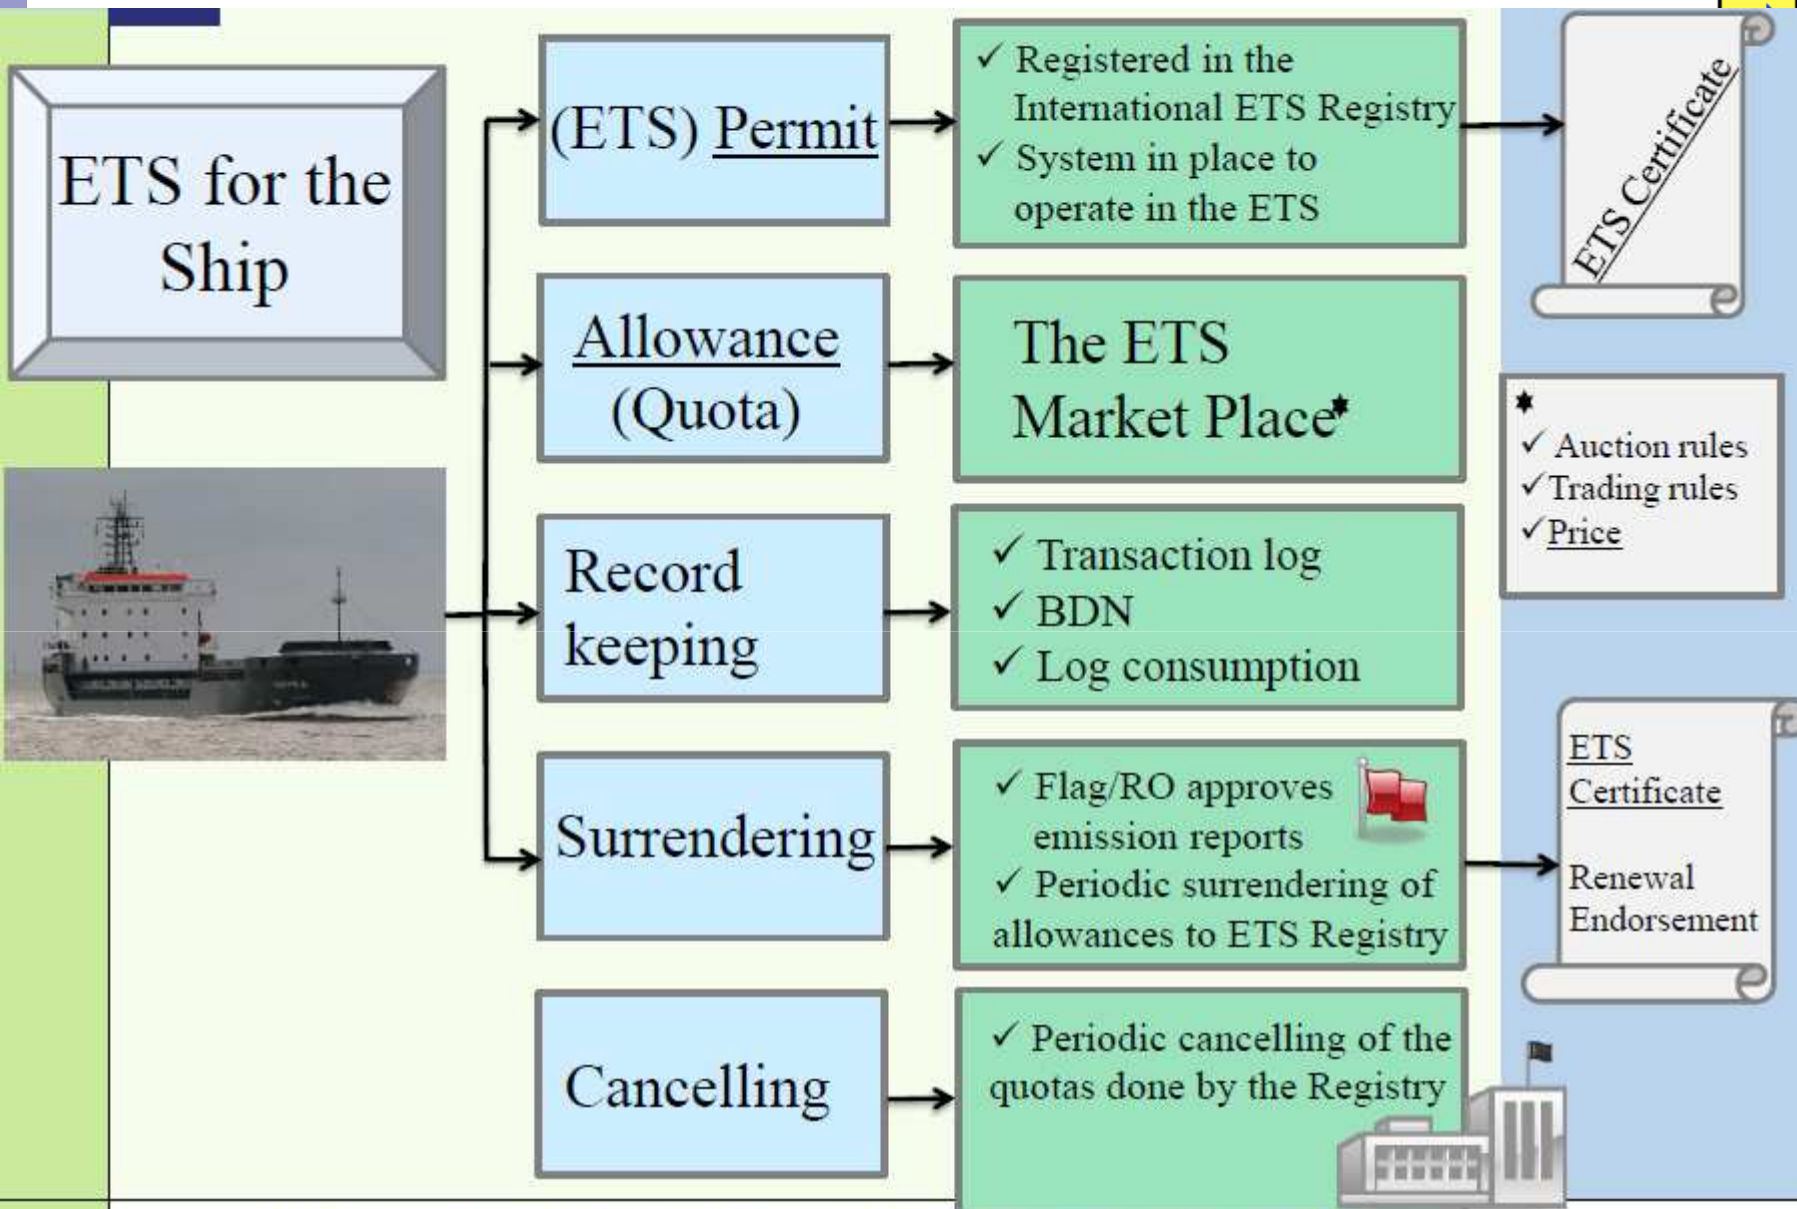 ETS for the
Ship
(ETS) Permit
✓ Registered in the
International ETS Registry
✓ System in place to
operate in the ETS
ETS Certificate
Allowance
(Quota)
The ETS
Market Place*
*
✓ Auction rules
✓ Trading rules
✓ Price
Record
keeping
✓ Transaction log
✓ BDN
✓ Log consumption
Surrendering
✓ Flag/RO approves
emission reports
✓ Periodic surrendering of
allowances to ETS Registry
ETS
Certificate
Renewal
Endorsement
Cancelling
✓ Periodic cancelling of the
quotas done by the Registry